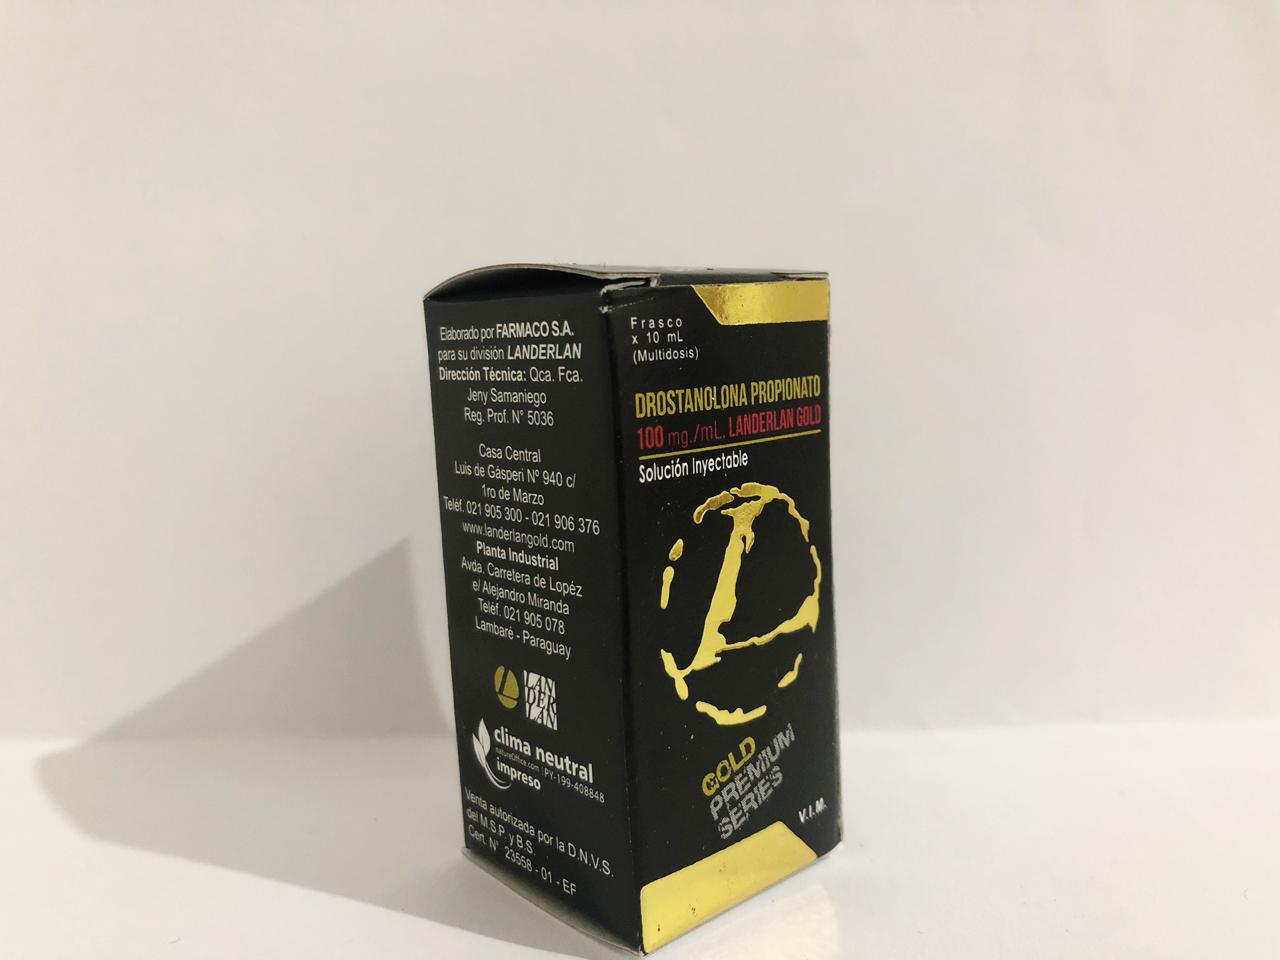 Elaborado por FARMACO S.A.
para su división LANDERLAN
Dirección Técnica: Qca. Fca.
Jeny Samaniego
Reg. Prof. N° 5036
Casa Central
Luis de Gásperi Nº 940 c/
1ro de Marzo
Teléf. 021 905 300 - 021 906 376
www.landerlangold.com
Planta Industrial
Avda. Carretera de Lopéz
e/ Alejandro Miranda
Teléf. 021 905 078
Lambaré - Paraguay
L
LAN
DER
LAN
clima neutral
natureOffice.com | PY-199-408848
impreso
Venta autorizada por la D.N.V.S.
del M.S.P. y B.S.
Cert. N° 23558 - 01 - EF
Frasco
x 10 mL
(Multidosis)
DROSTANOLONA PROPIONATO
100 mg./mL. LANDERLAN GOLD
Solución Inyectable
L
GOLD
PREMIUM
SERIES
V.I.M.